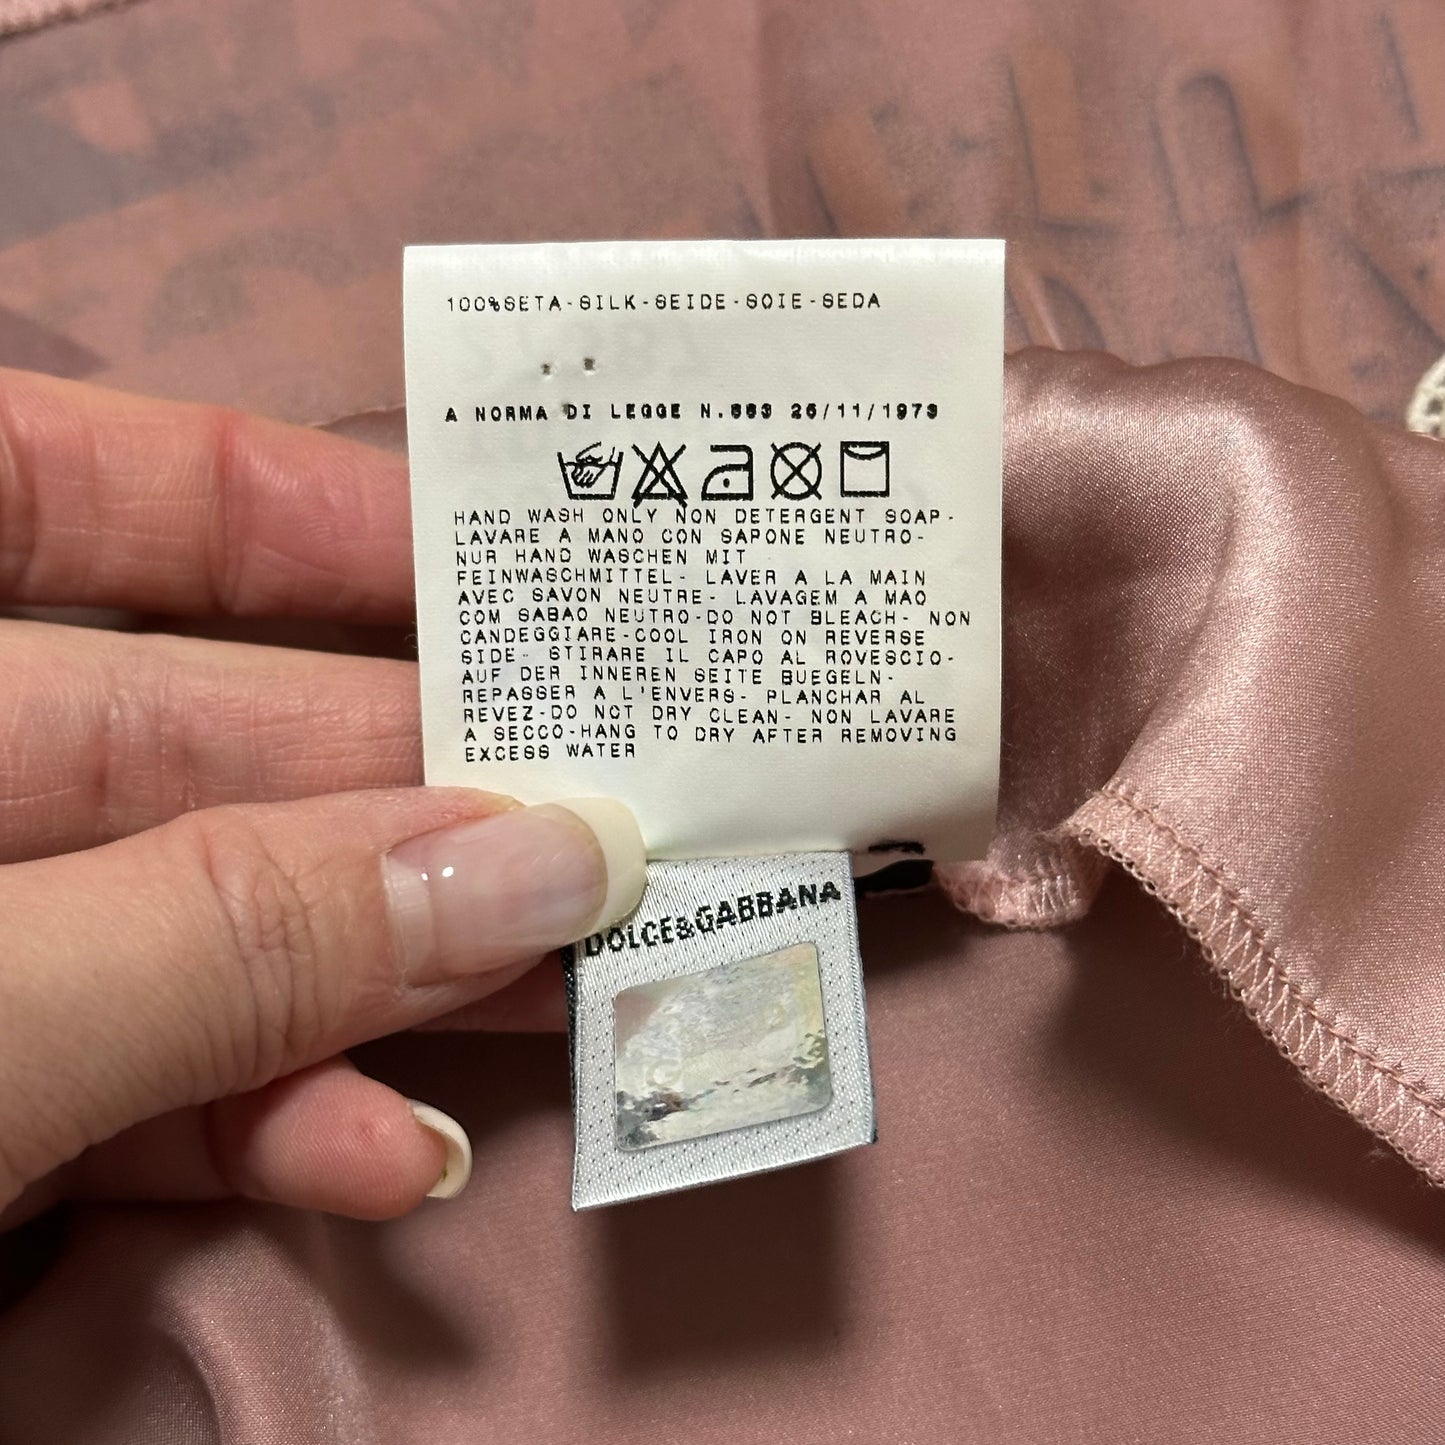 100%SETA-SILK-SEIDE-SOIE-SEDA
A NORMA DI LEGGE N.883 26/11/1973
HAND WASH ONLY NON DETERGENT SOAP-
LAVARE A MANO CON SAPONE NEUTRO-
NUR HAND WASCHEN MIT
FEINWASCHMITTEL- LAVER A LA MAIN
AVEC SAVON NEUTRE- LAVAGEM A MAO
COM SABAO NEUTRO-DO NOT BLEACH- NON
CANDEGGIARE-COOL IRON ON REVERSE
SIDE- STIRARE IL CAPO AL ROVESCIO-
AUF DER INNEREN SEITE BUEGELN-
REPASSER A L'ENVERS- PLANCHAR AL
REVEZ-DO NOT DRY CLEAN- NON LAVARE
A SECCO-HANG TO DRY AFTER REMOVING
EXCESS WATER
DOLCE&GABBANA